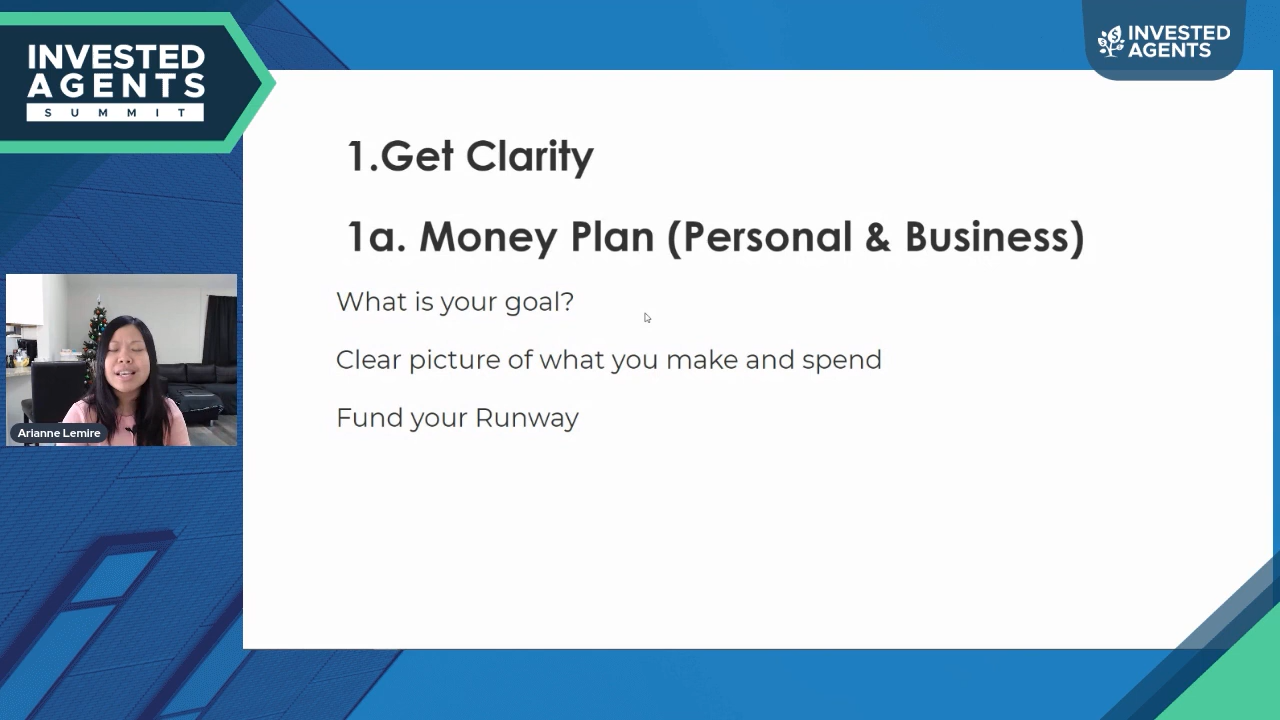 INVESTED
AGENTS
SUMMIT
INVESTED
AGENTS
1.Get Clarity
1a. Money Plan (Personal & Business)
What is your goal?
Clear picture of what you make and spend
Fund your Runway
Arianne Lemire